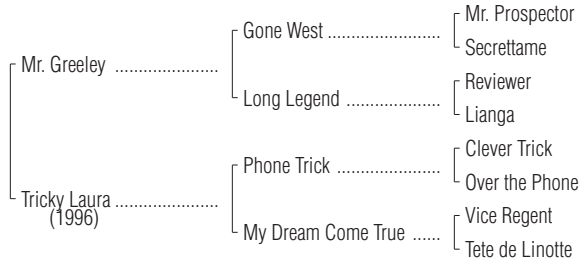 Mr. Prospector
Gone West ........................
Secrettame
Mr. Greeley ......................
Reviewer
Long Legend ....................
Lianga
Clever Trick
Phone Trick ......................
Over the Phone
Tricky Laura ......................
(1996)
Vice Regent
My Dream Come True ......
Tete de Linotte